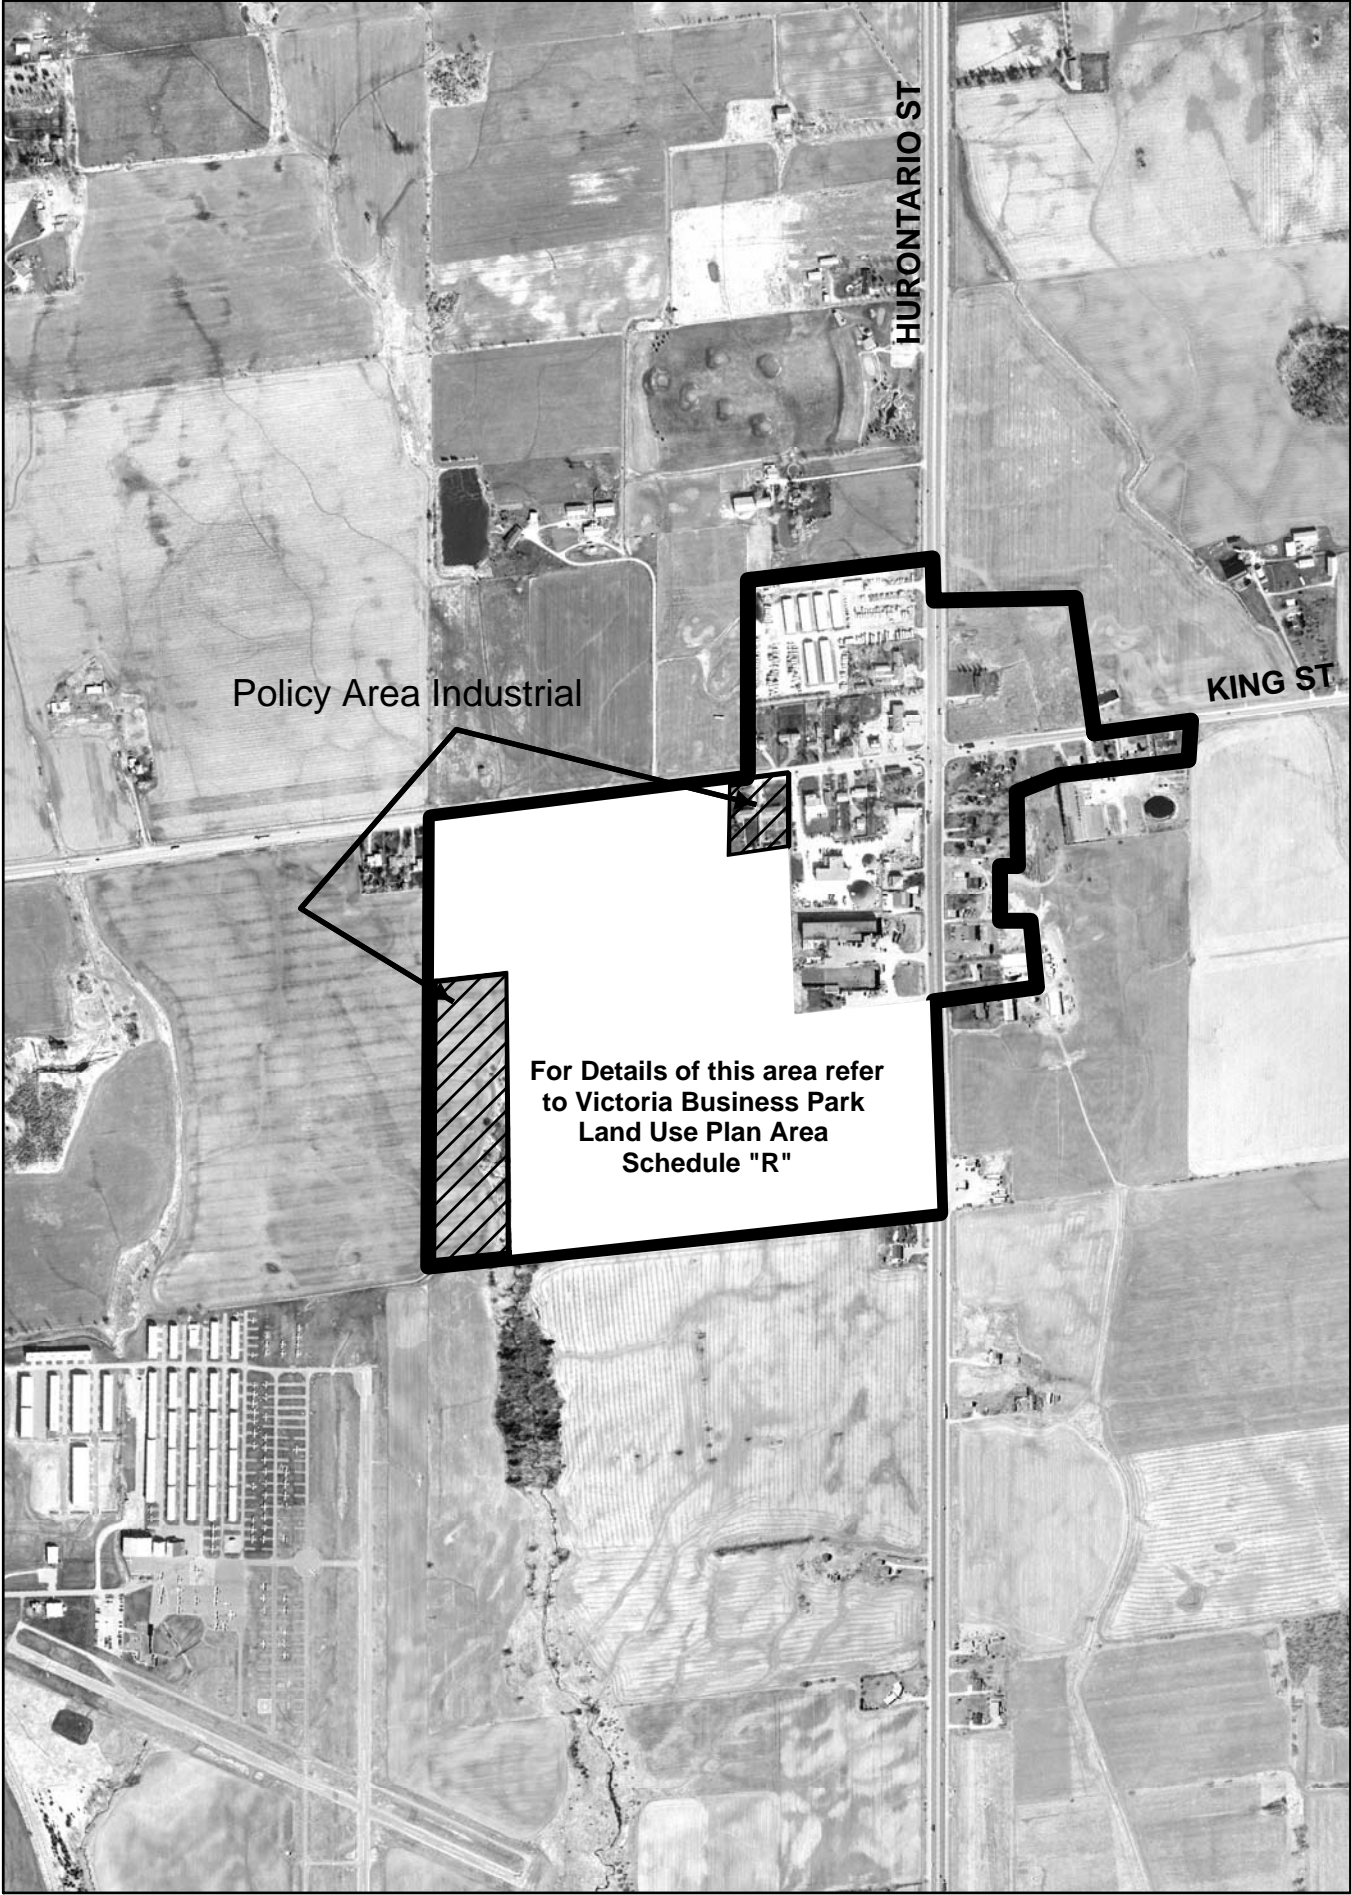 HURONTARIO ST
KING ST
Policy Area Industrial
For Details of this area refer
to Victoria Business Park
Land Use Plan Area
Schedule "R"